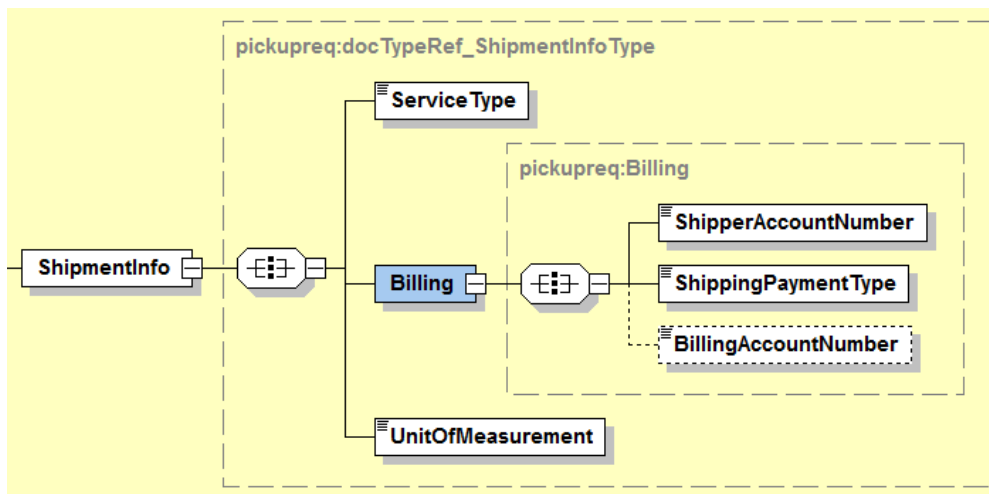 pickupreq:docTypeRef_ShipmentInfoType
ServiceType
pickupreq:Billing
ShipperAccountNumber
ShipmentInfo
Billing
ShippingPaymentType
BillingAccountNumber
UnitOfMeasurement